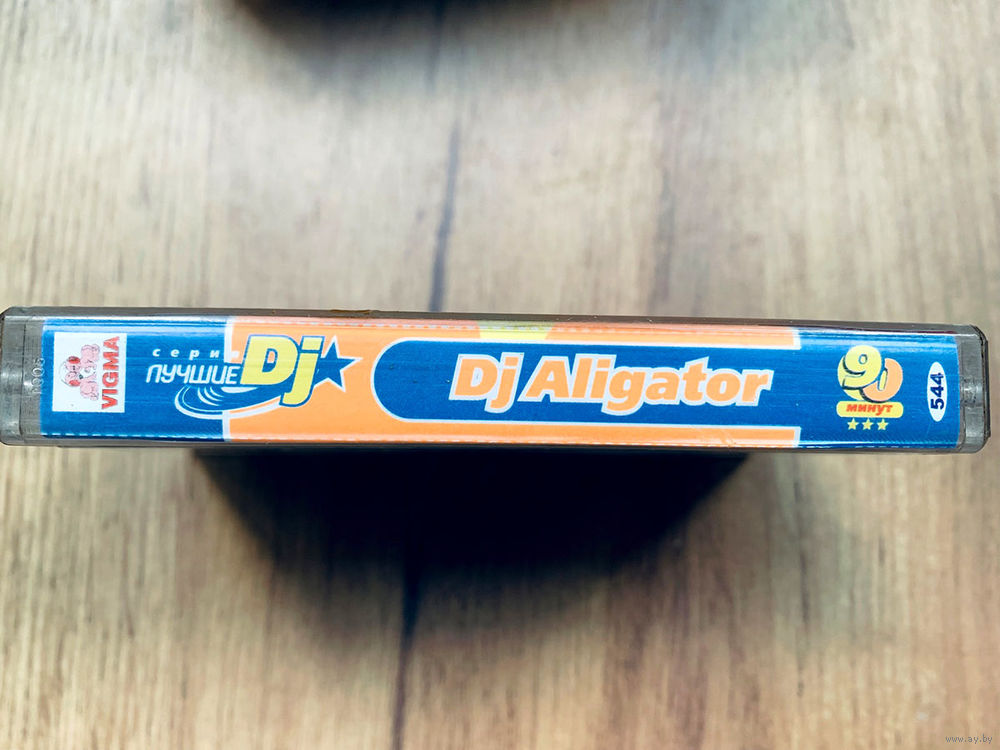 VIGMA
серия
ЛУЧШИЕ
Dj
Dj Aligator
90
минут
544
www.ay.by